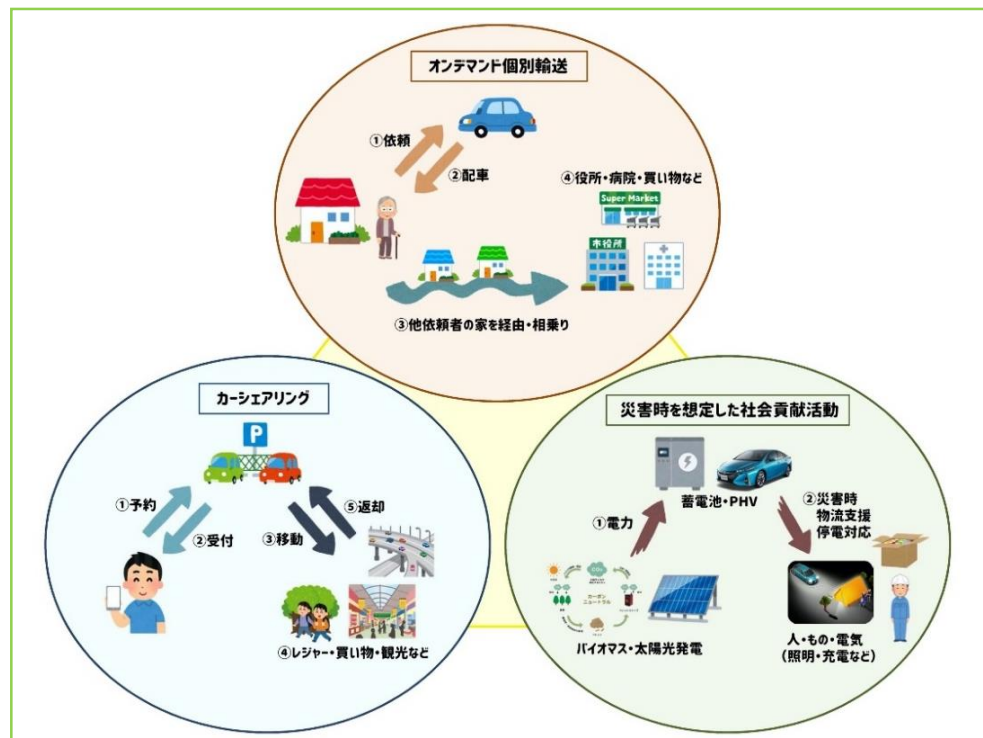 オンデマンド個別輸送
①依頼
②配車
④役所・病院・買い物など
Super Market
市役所
③他依頼者の家を経由・相乗り
カーシェアリング
P
①予約
②受付
③移動
⑤返却
④レジャー・買い物・観光など
災害時を想定した社会貢献活動
蓄電池・PHV
①電力
②災害時
物流支援
停電対応
カーボン
ニュートラル
バイオマス・太陽光発電
人・もの・電気
（照明・充電など）